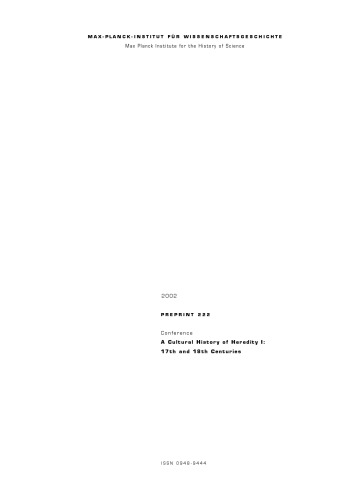 MAX-PLANCK-INSTITUT FÜR WISSENSCHAFTSGESCHICHTE
Max Planck Institute for the History of Science
2002
PREPRINT 222
Conference
A Cultural History of Heredity I:
17th and 18th Centuries
ISSN 0948-9444